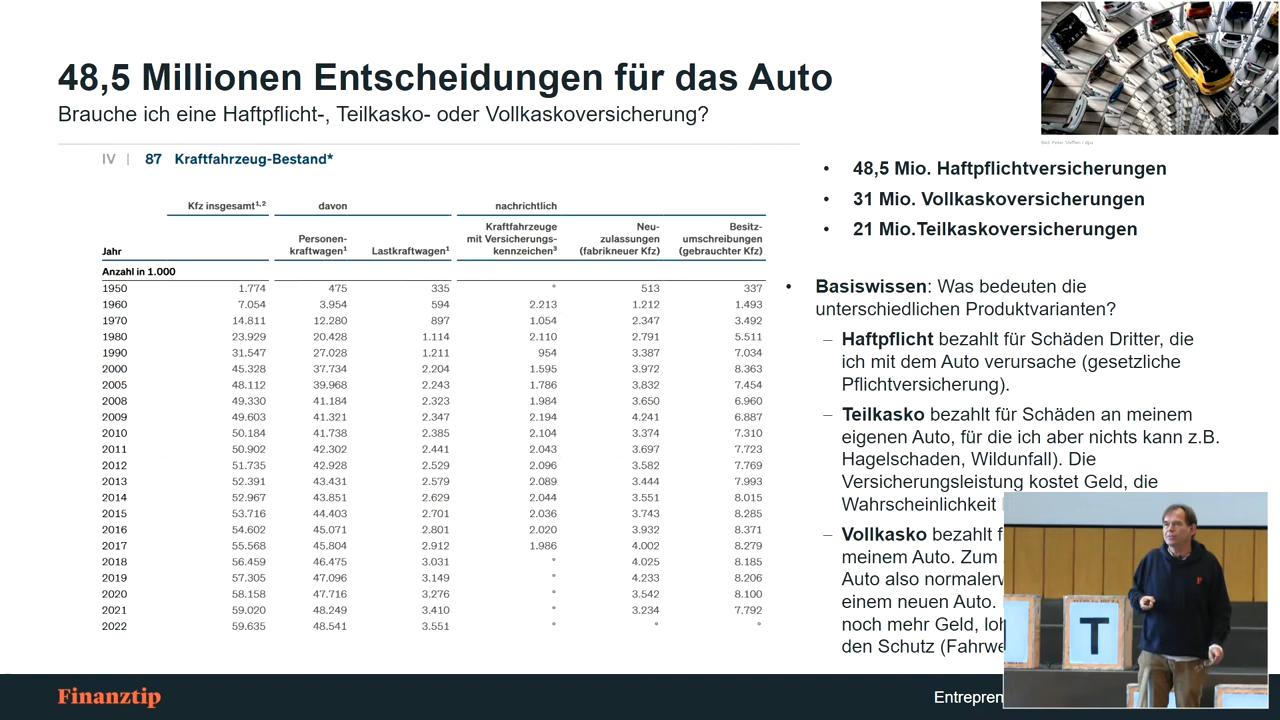 48,5 Millionen Entscheidungen für das Auto
Brauche ich eine Haftpflicht-, Teilkasko- oder Vollkaskoversicherung?
IV | 87 Kraftfahrzeug-Bestand*
Kfz insgesamt1,2 davon nachrichtlich
Kraftfahrzeuge Neu- Besitz-
Personen- mit Versicherungs- zulassungen umschreibungen
Jahr kraftwagen1 Lastkraftwagen1 kennzeichen3 (fabrikneuer Kfz) (gebrauchter Kfz)
Anzahl in 1.000
1950 1.774 475 335 ° 513 337
1960 7.054 3.954 594 2.213 1.212 1.493
1970 14.811 12.280 897 1.054 2.347 3.492
1980 23.929 20.428 1.114 2.110 2.791 5.511
1990 31.547 27.028 1.211 954 3.387 7.034
2000 45.328 37.734 2.204 1.595 3.972 8.363
2005 48.112 39.968 2.243 1.786 3.832 7.454
2008 49.330 41.184 2.323 1.984 3.650 6.960
2009 49.603 41.321 2.347 2.194 4.241 6.887
2010 50.184 41.738 2.385 2.104 3.374 7.310
2011 50.902 42.302 2.441 2.043 3.697 7.723
2012 51.735 42.928 2.529 2.096 3.582 7.769
2013 52.391 43.431 2.579 2.089 3.444 7.993
2014 52.967 43.851 2.629 2.044 3.551 8.015
2015 53.716 44.403 2.701 2.036 3.743 8.285
2016 54.602 45.071 2.801 2.020 3.932 8.371
2017 55.568 45.804 2.912 1.986 4.002 8.279
2018 56.459 46.475 3.031 ° 4.025 8.185
2019 57.305 47.096 3.149 ° 4.233 8.206
2020 58.158 47.716 3.276 ° 3.542 8.100
2021 59.020 48.249 3.410 ° 3.234 7.792
2022 59.635 48.541 3.551 ° ° °
Bild: Peter Steffen / dpa
• 48,5 Mio. Haftpflichtversicherungen
• 31 Mio. Vollkaskoversicherungen
• 21 Mio.Teilkaskoversicherungen
• Basiswissen: Was bedeuten die
unterschiedlichen Produktvarianten?
– Haftpflicht bezahlt für Schäden Dritter, die
ich mit dem Auto verursache (gesetzliche
Pflichtversicherung).
– Teilkasko bezahlt für Schäden an meinem
eigenen Auto, für die ich aber nichts kann z.B.
Hagelschaden, Wildunfall). Die
Versicherungsleistung kostet Geld, die
Wahrscheinlichkeit
– Vollkasko bezahlt f
meinem Auto. Zum
Auto also normalerw
einem neuen Auto.
noch mehr Geld, loh
den Schutz (Fahrwe
T
Finanztip
Entrepren